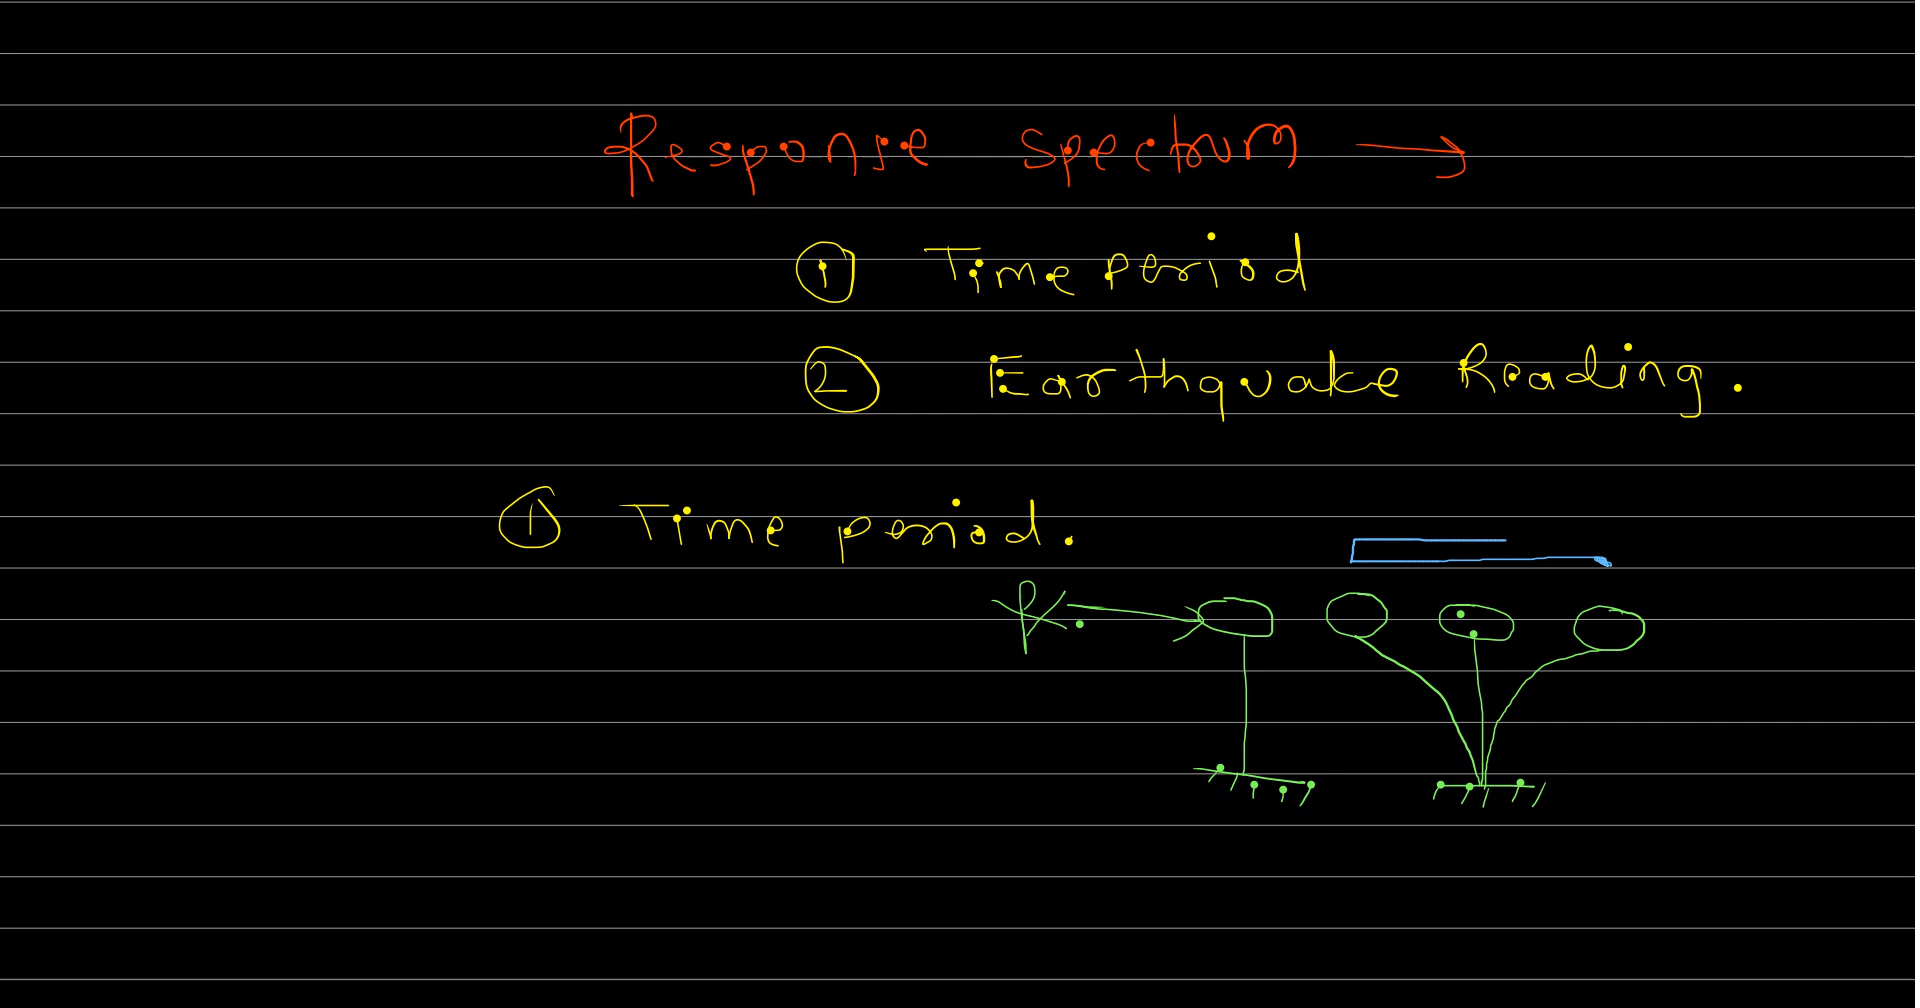 Response Spectrum →
① Time period
② Earthquake Reading.
① Time period.